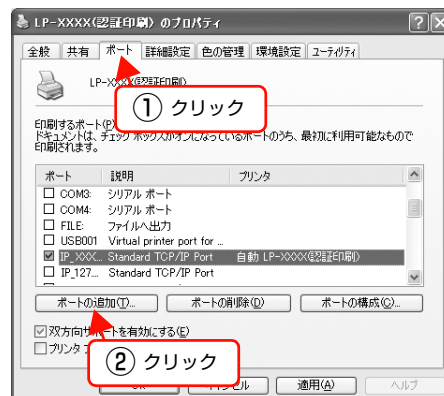 LP-XXXX(認証印刷) のプロパティ
全般 共有 ポート 詳細設定 色の管理 環境設定 ユーティリティ
LP-XXXX(認証印刷)
① クリック
印刷するポート(P)
ドキュメントは、チェック ボックスがオンになっているポートのうち、最初に利用可能なもので
印刷されます。
ポート 説明 プリンタ
COM3: シリアル ポート
COM4: シリアル ポート
FILE: ファイルへ出力
USB001 Virtual printer port for ...
IP_XXX... Standard TCP/IP Port 自動 LP-XXXX(認証印刷)
IP_127... Standard TCP/IP Port
ポートの追加(T)... ポートの削除(D) ポートの構成(C)...
双方向サポートを有効にする(E)
プリンタ
② クリック
適用(A) ヘルプ